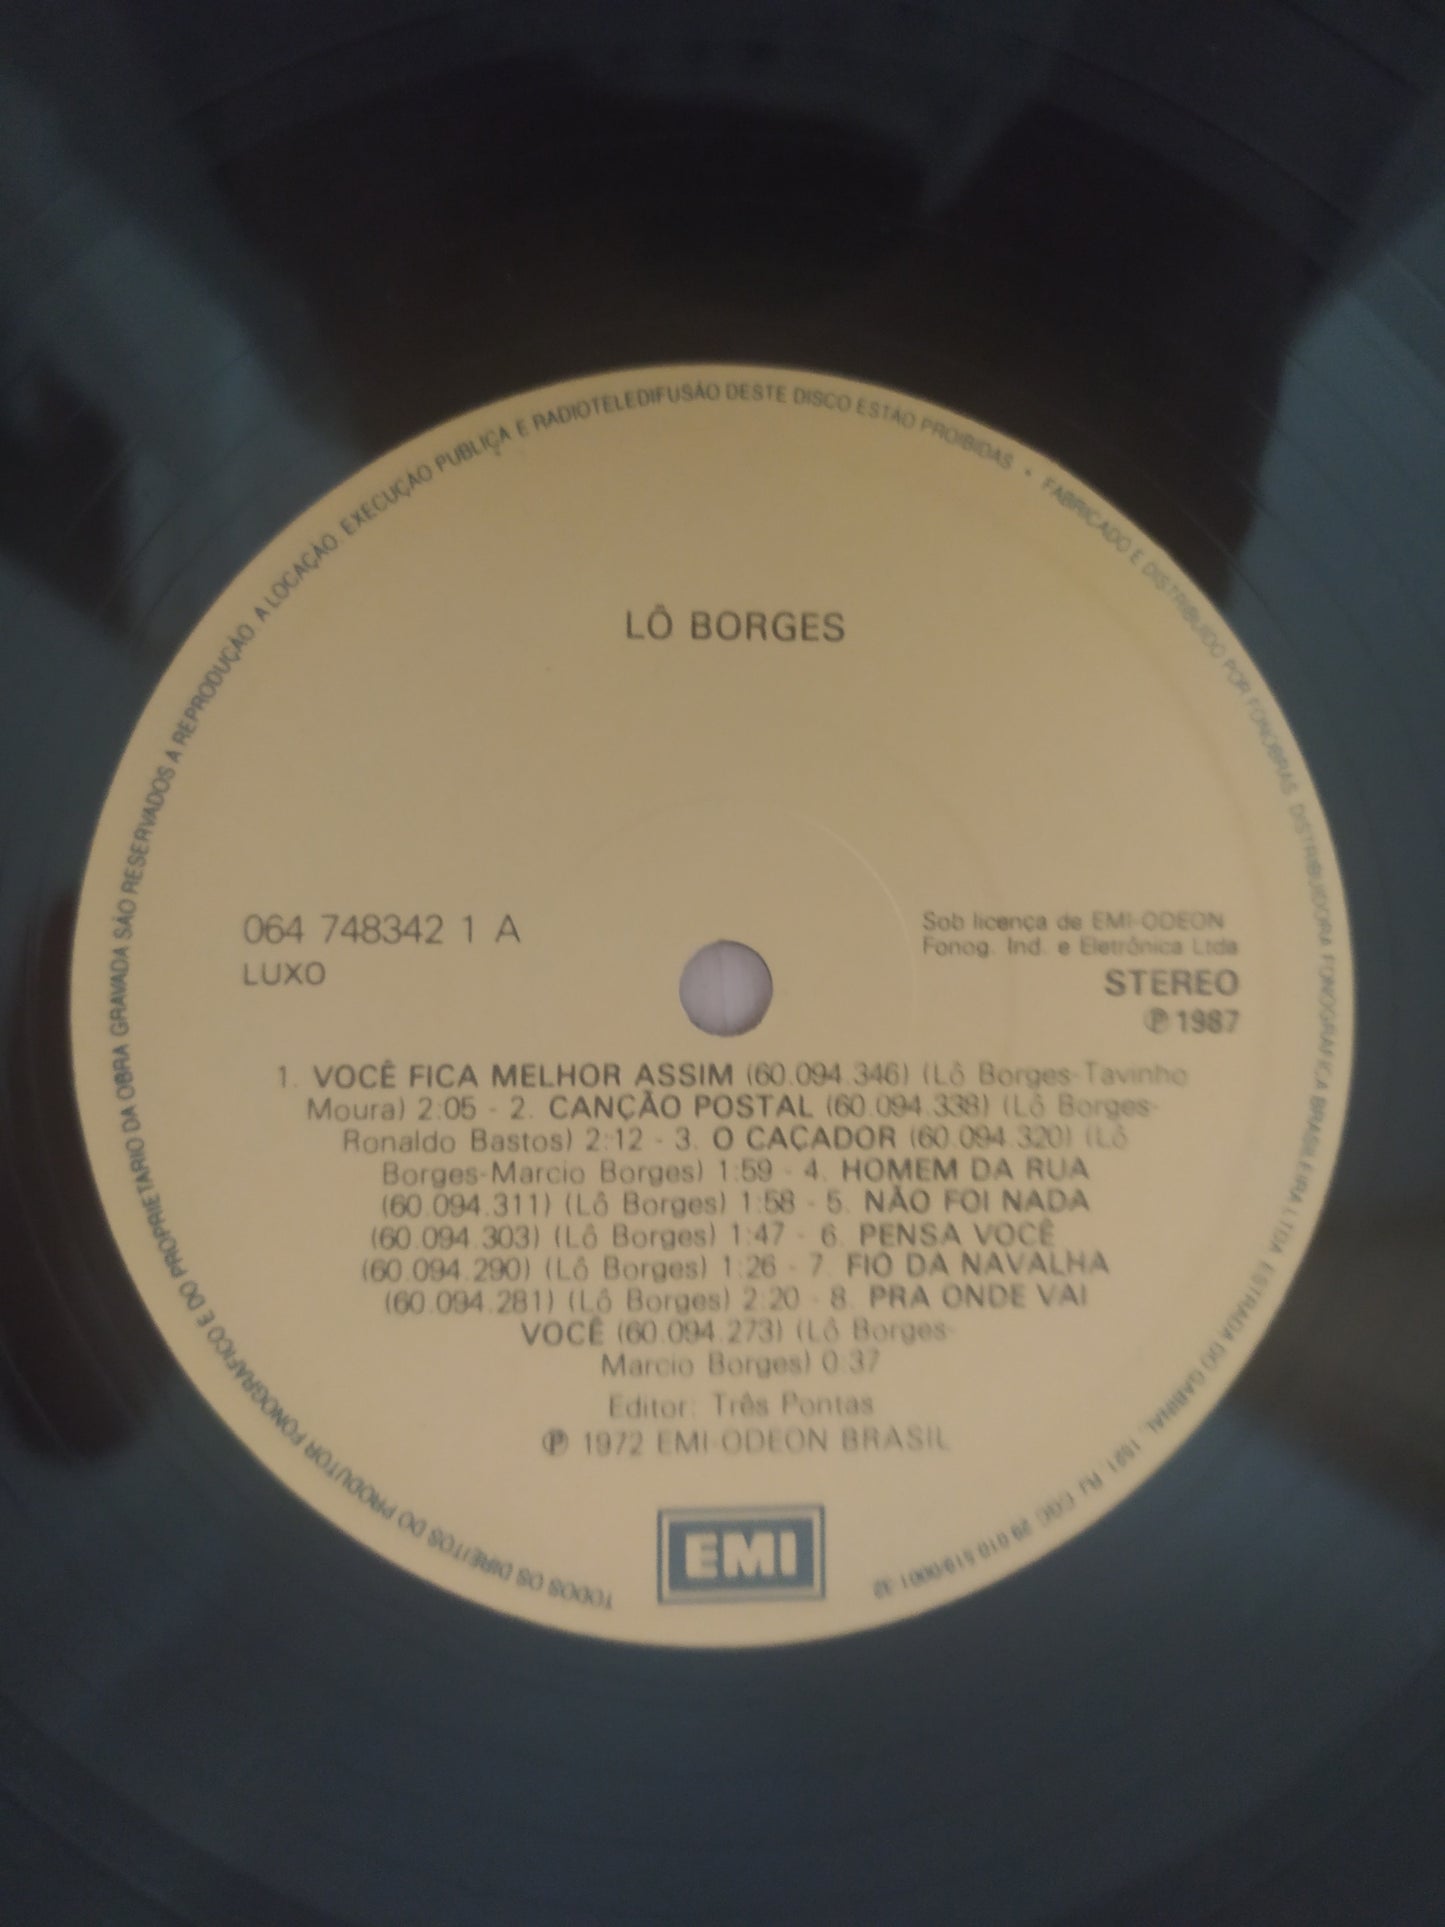 LÔ BORGES
064 748342 1 A
LUXO
Sob licença de EMI-ODEON
Fonog. Ind. e Eletrônica Ltda
STEREO
℗ 1987
1. VOCÊ FICA MELHOR ASSIM (60.094.346) (Lô Borges-Tavinho
Moura) 2:05 - 2. CANÇÃO POSTAL (60.094.338) (Lô Borges-
Ronaldo Bastos) 2:12 - 3. O CAÇADOR (60.094.320) (Lô
Borges-Marcio Borges) 1:59 - 4. HOMEM DA RUA
(60.094.311) (Lô Borges) 1:58 - 5. NÃO FOI NADA
(60.094.303) (Lô Borges) 1:47 - 6. PENSA VOCÊ
(60.094.290) (Lô Borges) 1:26 - 7. FIO DA NAVALHA
(60.094.281) (Lô Borges) 2:20 - 8. PRA ONDE VAI
VOCÊ (60.094.273) (Lô Borges-
Marcio Borges) 0:37
Editor: Três Pontas
℗ 1972 EMI-ODEON BRASIL
EMI
TODOS OS DIREITOS DO PRODUTOR FONOGRÁFICO E DO PROPRIETÁRIO DA OBRA GRAVADA SÃO RESERVADOS A REPRODUÇÃO. A LOCAÇÃO. EXECUÇÃO PUBLIÇA E RADIOTELEDIFUSÃO DESTE DISCO ESTÃO PROIBIDAS • FABRICADO E DISTRIBUIDO POR FONOBRAS DISTRIBUIDORA FONOGRAFICA BRASILEIRA LTDA ESTRADA DO GABINAL, 1521 RJ CGC